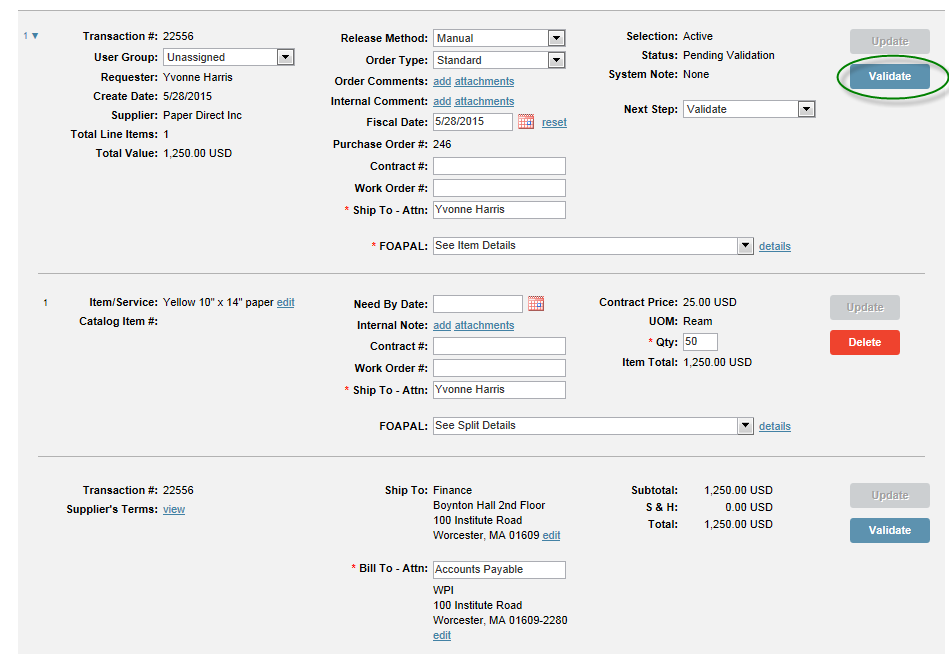 1 ▼
Transaction #: 22556
User Group: Unassigned
Requester: Yvonne Harris
Create Date: 5/28/2015
Supplier: Paper Direct Inc
Total Line Items: 1
Total Value: 1,250.00 USD
Release Method: Manual
Order Type: Standard
Order Comments: add attachments
Internal Comment: add attachments
Fiscal Date: 5/28/2015 reset
Purchase Order #: 246
Contract #:
Work Order #:
* Ship To - Attn: Yvonne Harris
* FOAPAL: See Item Details details
Selection: Active
Status: Pending Validation
System Note: None
Next Step: Validate
Update
Validate
1
Item/Service: Yellow 10" x 14" paper edit
Catalog Item #:
Need By Date:
Internal Note: add attachments
Contract #:
Work Order #:
* Ship To - Attn: Yvonne Harris
FOAPAL: See Split Details details
Contract Price: 25.00 USD
UOM: Ream
* Qty: 50
Item Total: 1,250.00 USD
Update
Delete
Transaction #: 22556
Supplier's Terms: view
Ship To: Finance
Boynton Hall 2nd Floor
100 Institute Road
Worcester, MA 01609 edit
* Bill To - Attn: Accounts Payable
WPI
100 Institute Road
Worcester, MA 01609-2280
edit
Subtotal: 1,250.00 USD
S & H: 0.00 USD
Total: 1,250.00 USD
Update
Validate